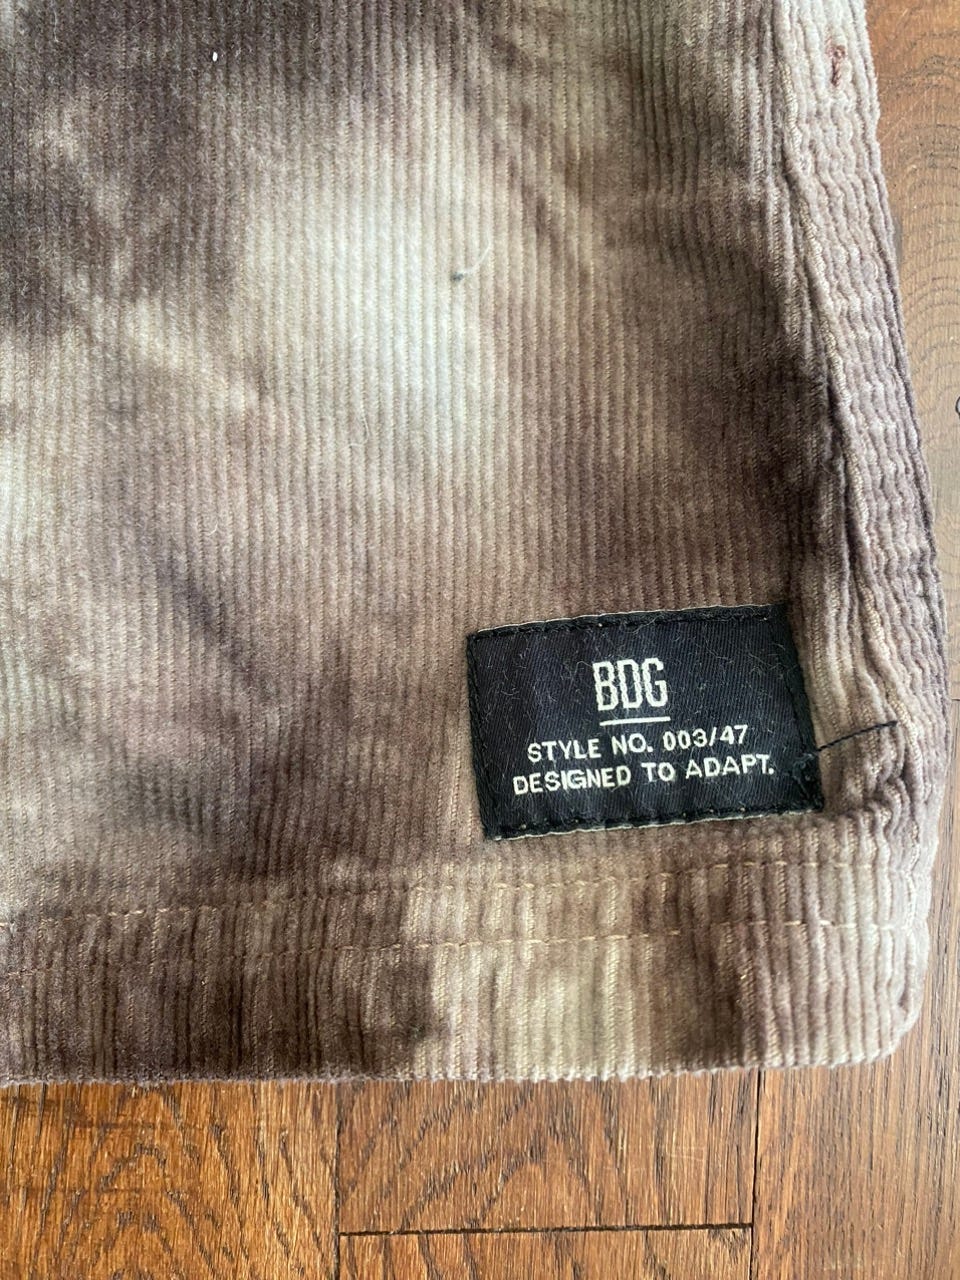 BDG
STYLE NO. 003/47
DESIGNED TO ADAPT.